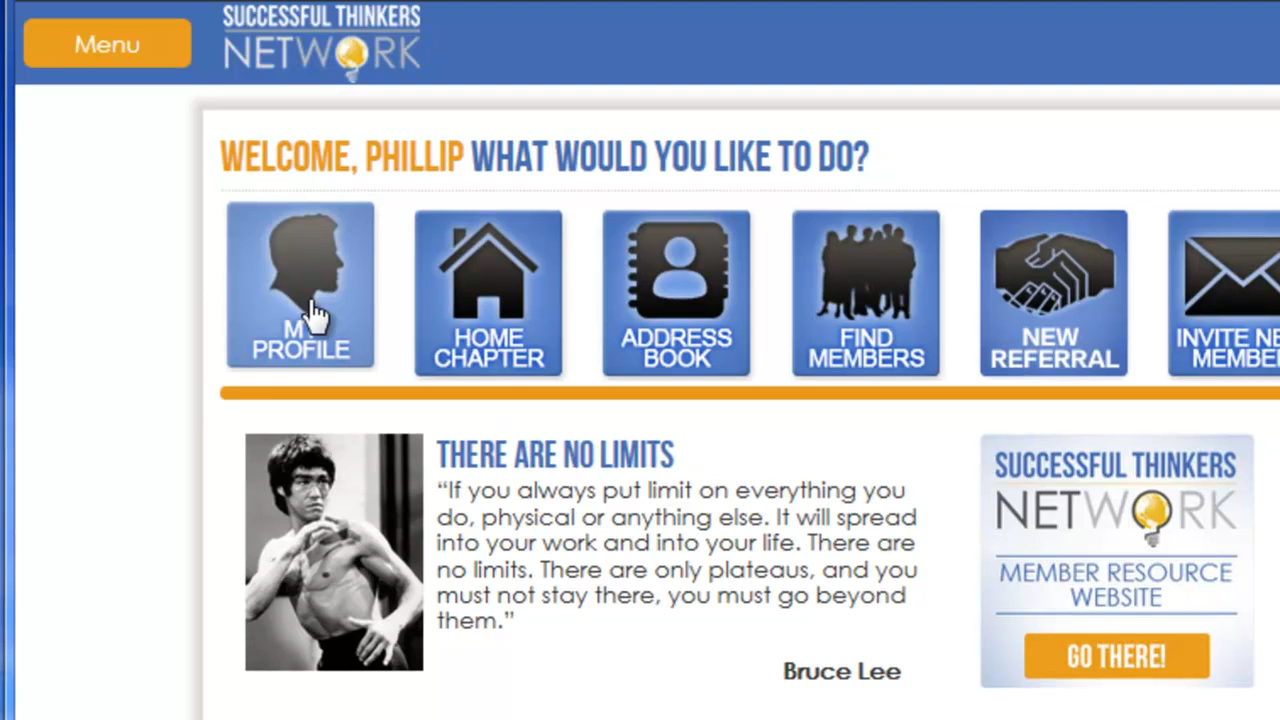 Menu
SUCCESSFUL THINKERS
NETWORK
WELCOME, PHILLIP WHAT WOULD YOU LIKE TO DO?
MY
PROFILE
HOME
CHAPTER
ADDRESS
BOOK
FIND
MEMBERS
NEW
REFERRAL
INVITE NE
MEMBE
THERE ARE NO LIMITS
“If you always put limit on everything you
do, physical or anything else. It will spread
into your work and into your life. There are
no limits. There are only plateaus, and you
must not stay there, you must go beyond
them.”
Bruce Lee
SUCCESSFUL THINKERS
NETWORK
MEMBER RESOURCE
WEBSITE
GO THERE!